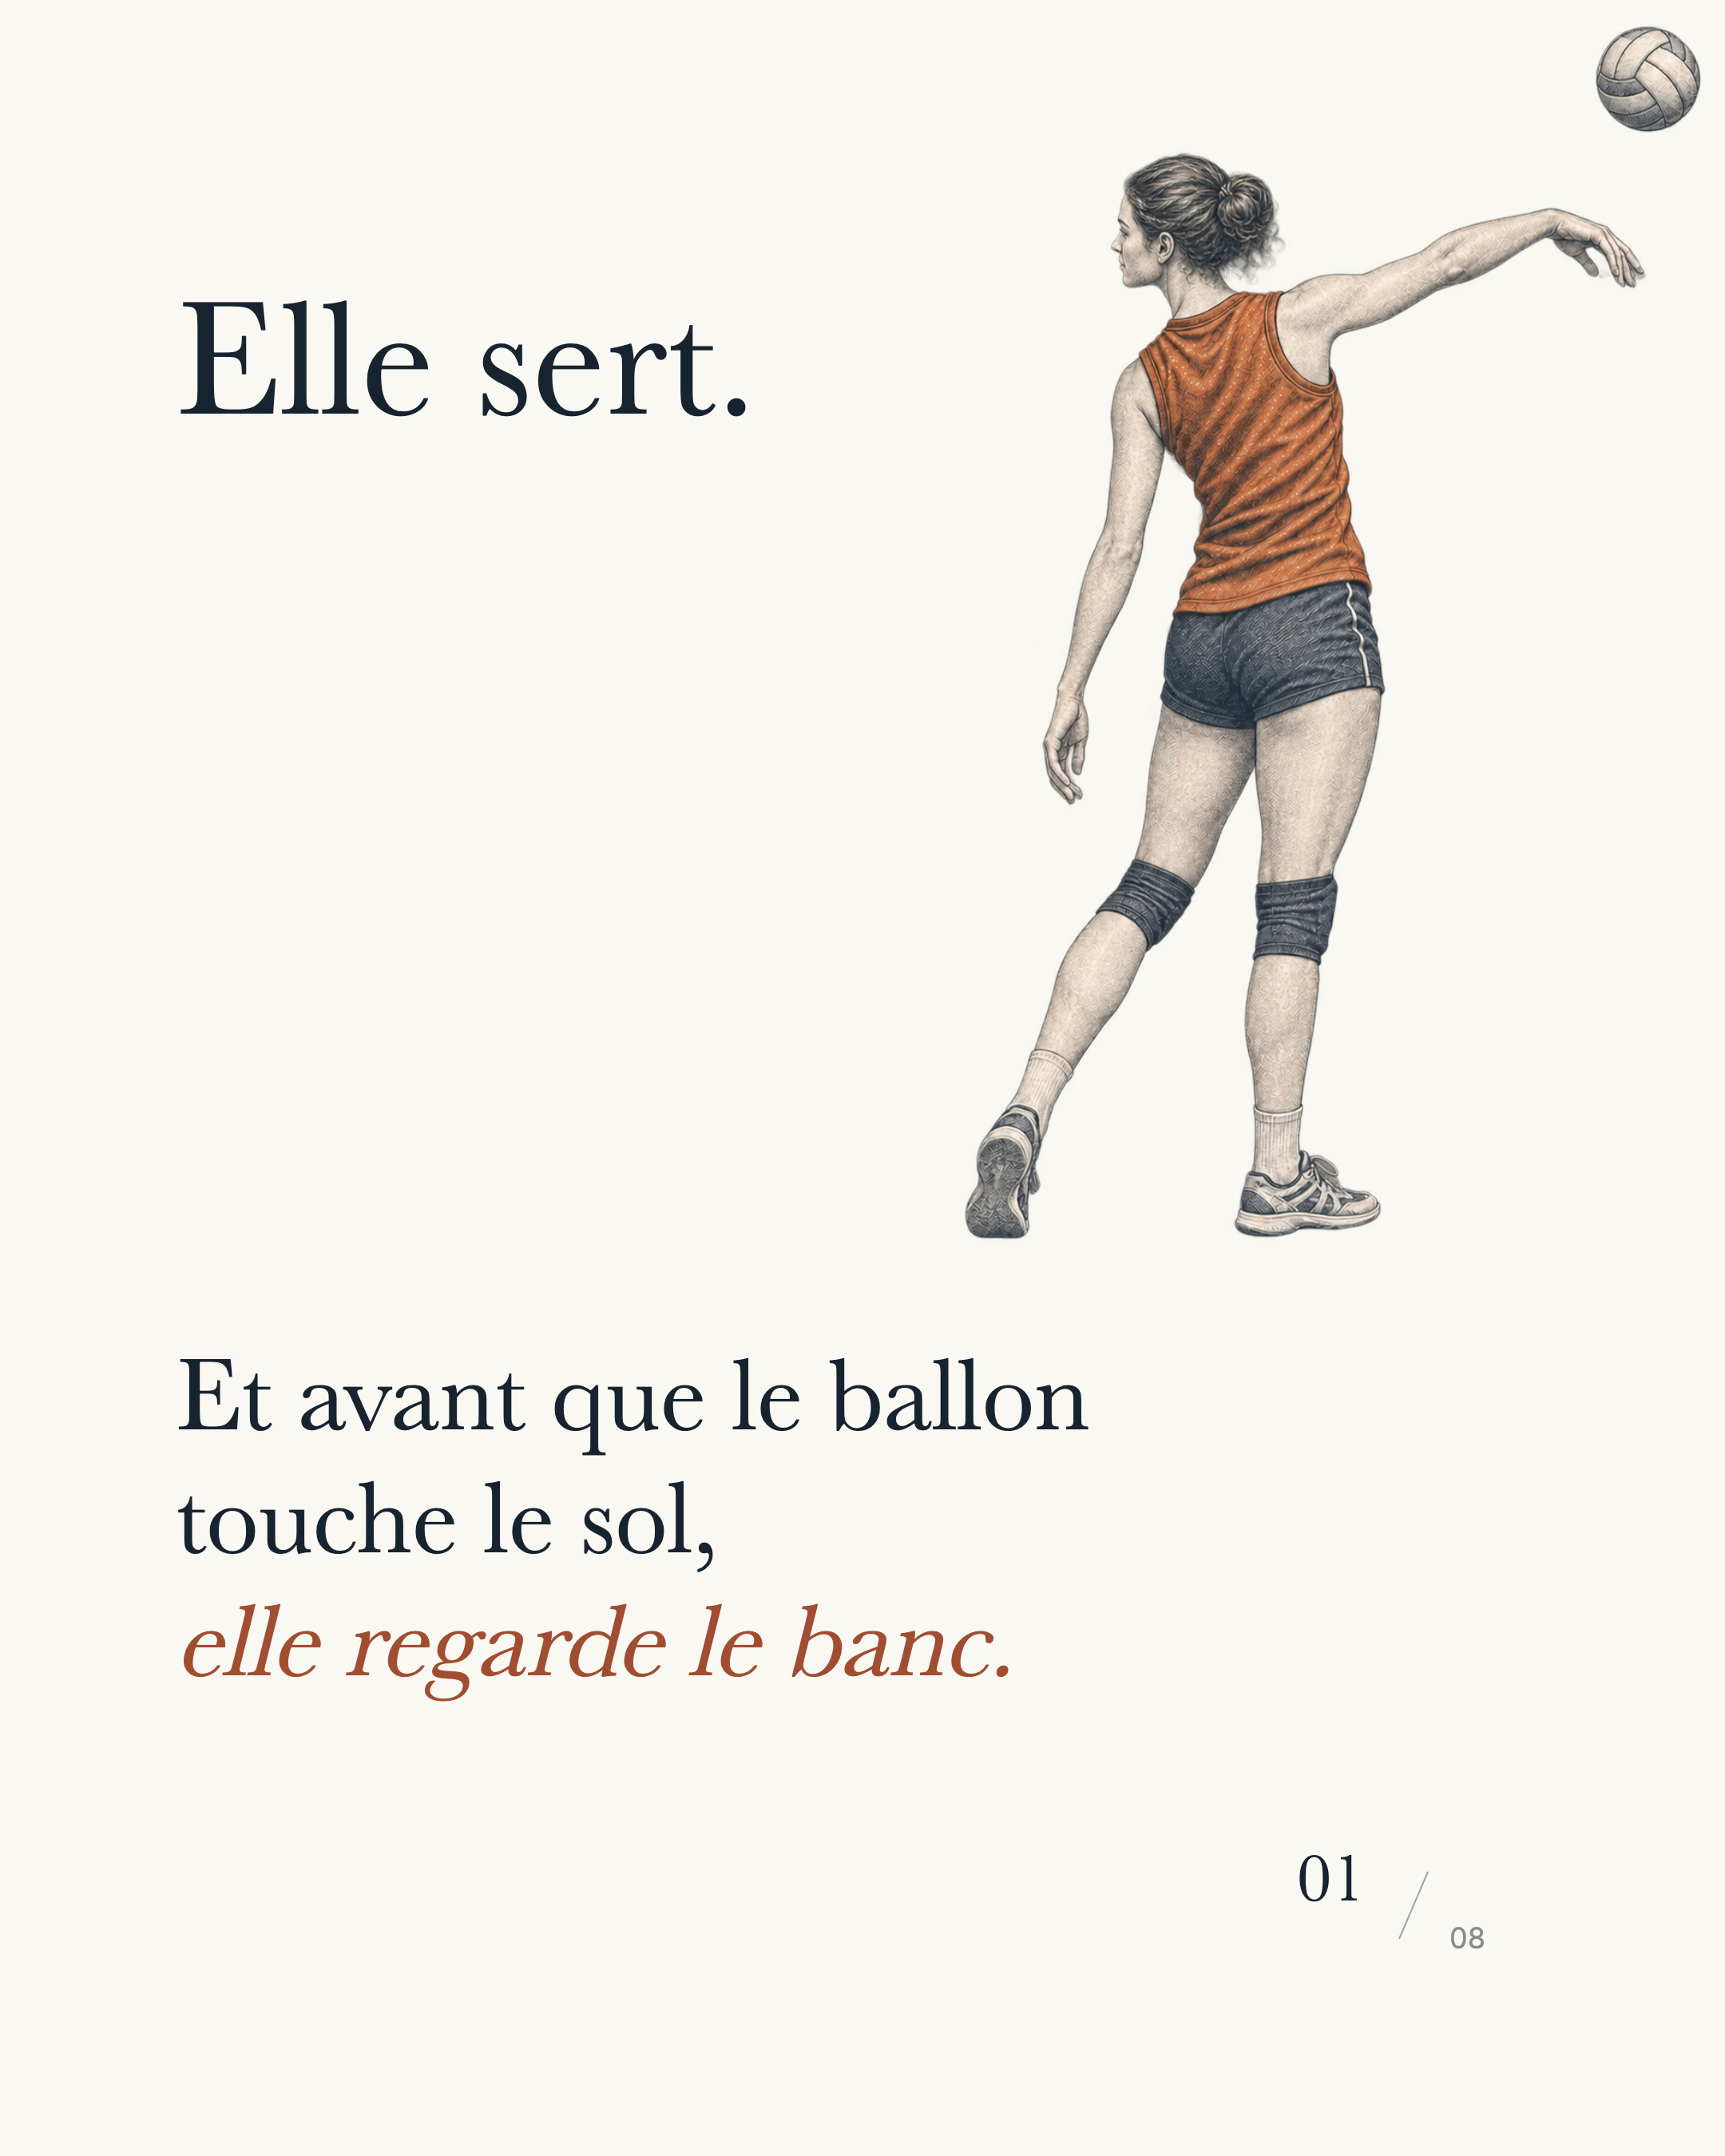 Elle sert.
Et avant que le ballon
touche le sol,
elle regarde le banc.
01 / 08